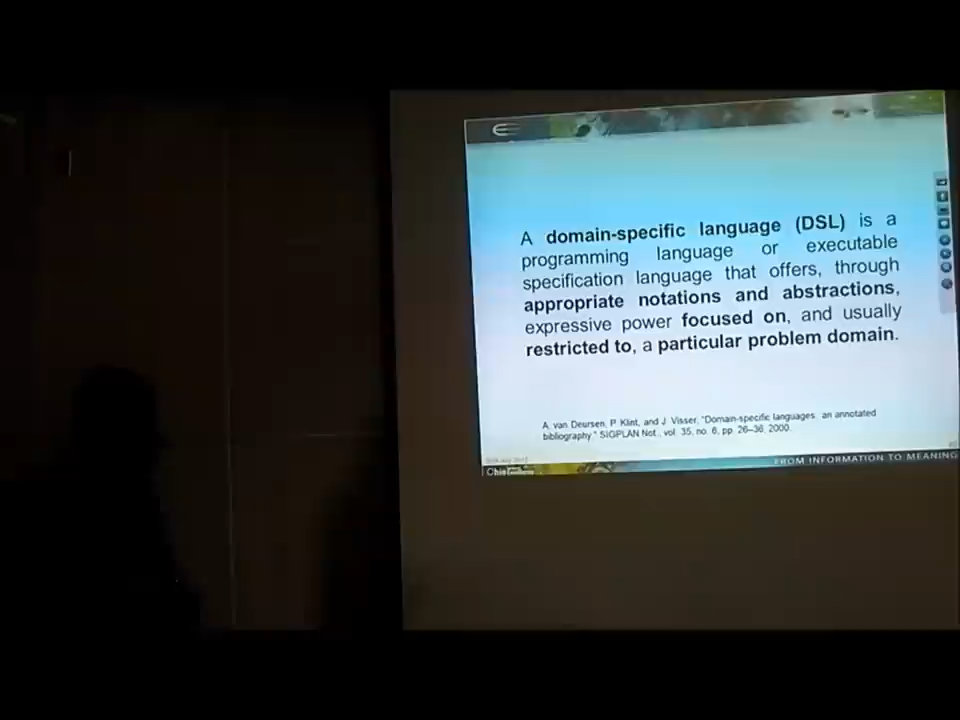 A domain-specific language (DSL) is a
programming language or executable
specification language that offers, through
appropriate notations and abstractions,
expressive power focused on, and usually
restricted to, a particular problem domain.
A. van Deursen, P. Klint, and J. Visser, "Domain-specific languages: an annotated
bibliography," SIGPLAN Not., vol. 35, no. 6, pp. 26–36, 2000.
FROM INFORMATION TO MEANING